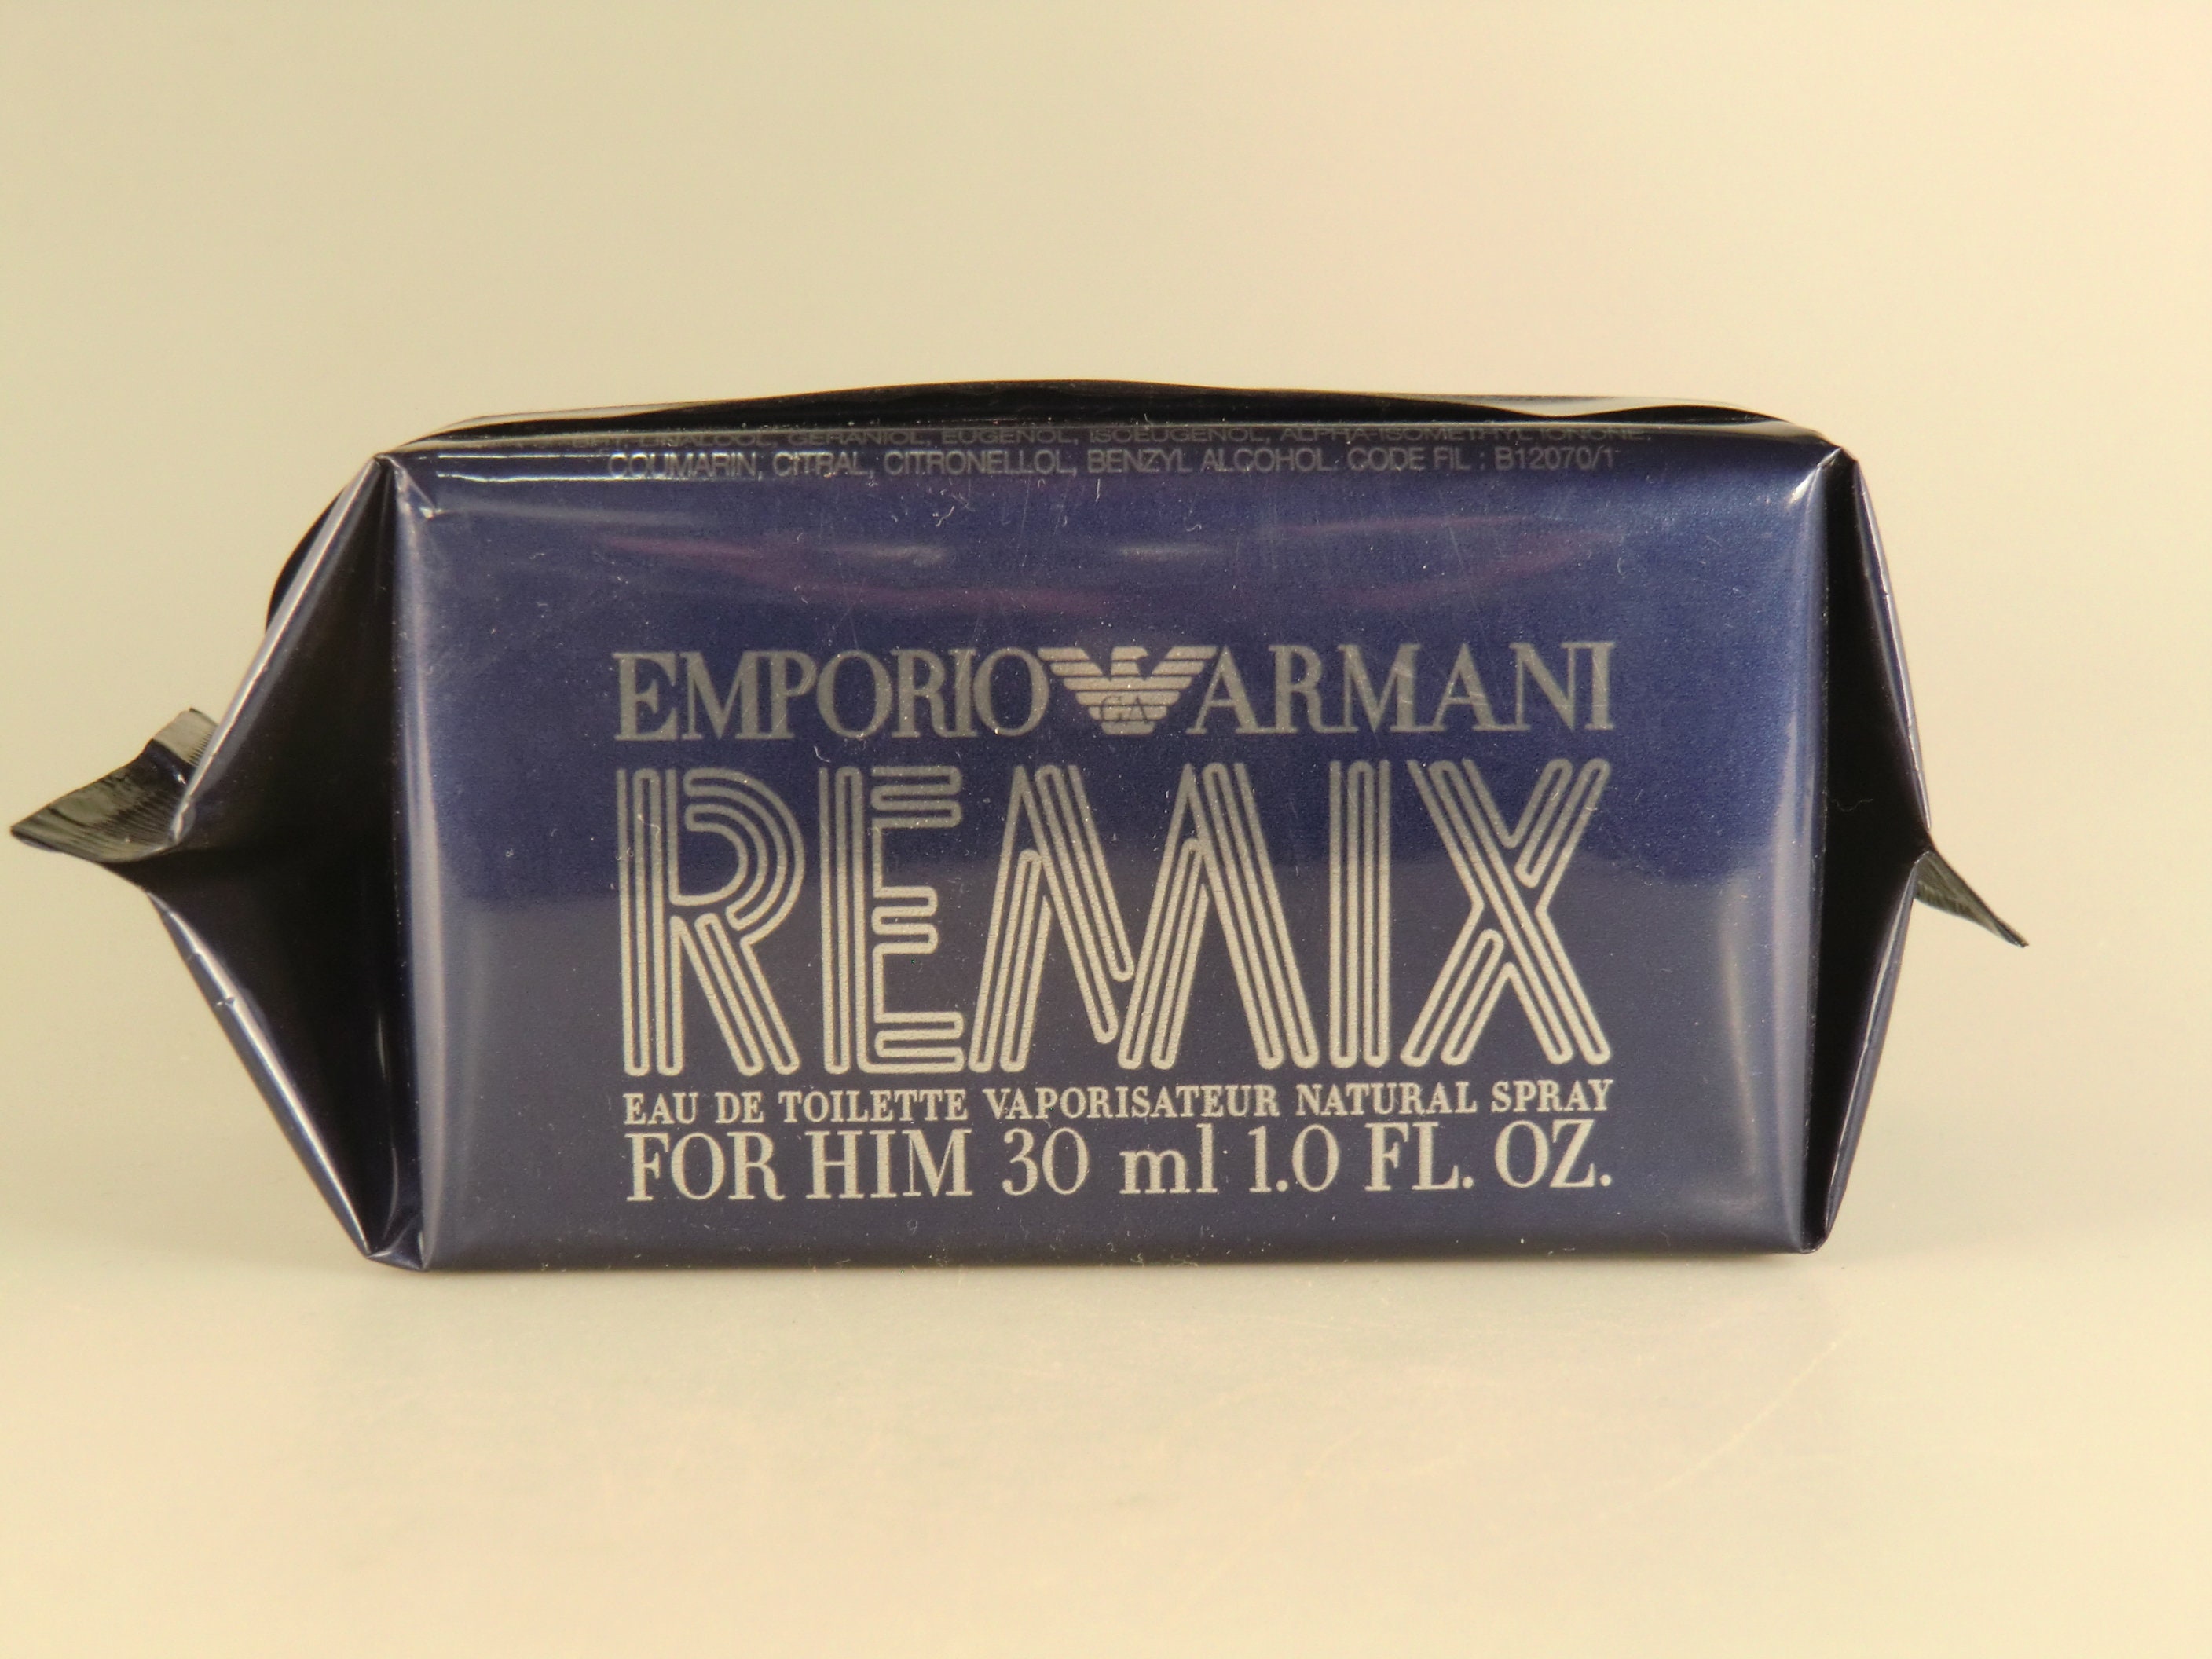 LINALOOL, GERANIOL, EUGENOL, ISOEUGENOL, ALPHA-ISOMETHYL IONONE,
COUMARIN, CITRAL, CITRONELLOL, BENZYL ALCOHOL. CODE FIL : B12070/1
EMPORIO GA ARMANI
REMIX
EAU DE TOILETTE VAPORISATEUR NATURAL SPRAY
FOR HIM 30 ml 1.0 FL. OZ.